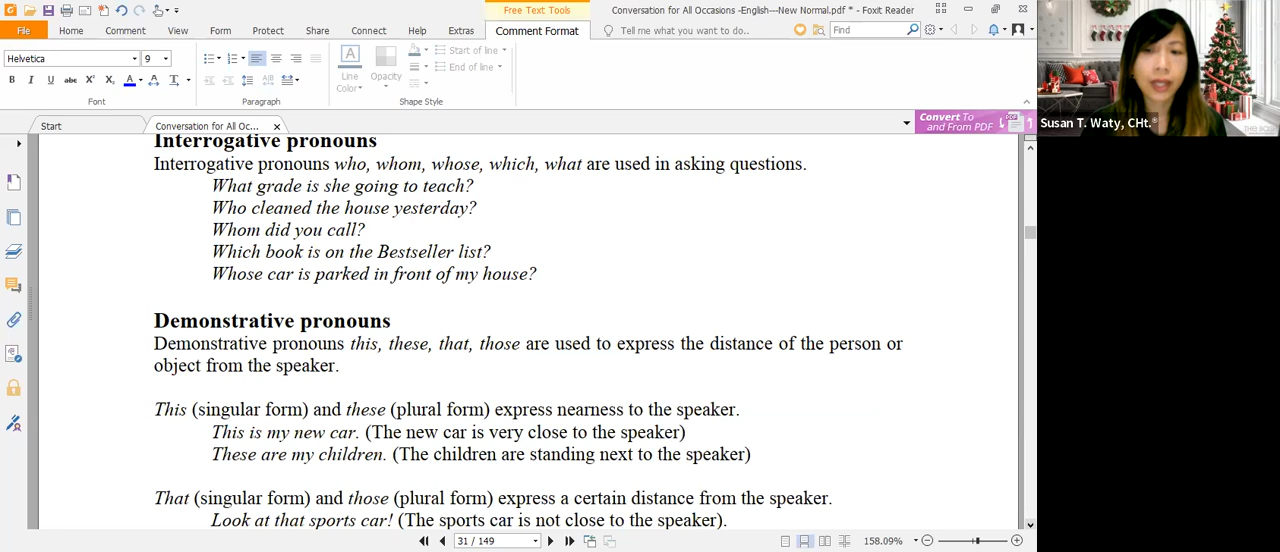 Free Text Tools
Conversation for All Occasions -English---New Normal.pdf * - Foxit Reader
File Home Comment View Form Protect Share Connect Help Extras Comment Format Tell me what you want to do.. Find
Helvetica 9
Start of line
End of line
B I U abc X² X₂ A T
Line Color
Opacity
Font Paragraph Shape Style
Start Conversation for All Oc... Convert To and From PDF PDF
Susan T. Waty, CHt.®
Interrogative pronouns
Interrogative pronouns who, whom, whose, which, what are used in asking questions.
What grade is she going to teach?
Who cleaned the house yesterday?
Whom did you call?
Which book is on the Bestseller list?
Whose car is parked in front of my house?
Demonstrative pronouns
Demonstrative pronouns this, these, that, those are used to express the distance of the person or
object from the speaker.
This (singular form) and these (plural form) express nearness to the speaker.
This is my new car. (The new car is very close to the speaker)
These are my children. (The children are standing next to the speaker)
That (singular form) and those (plural form) express a certain distance from the speaker.
Look at that sports car! (The sports car is not close to the speaker).
31 / 149 158.09%